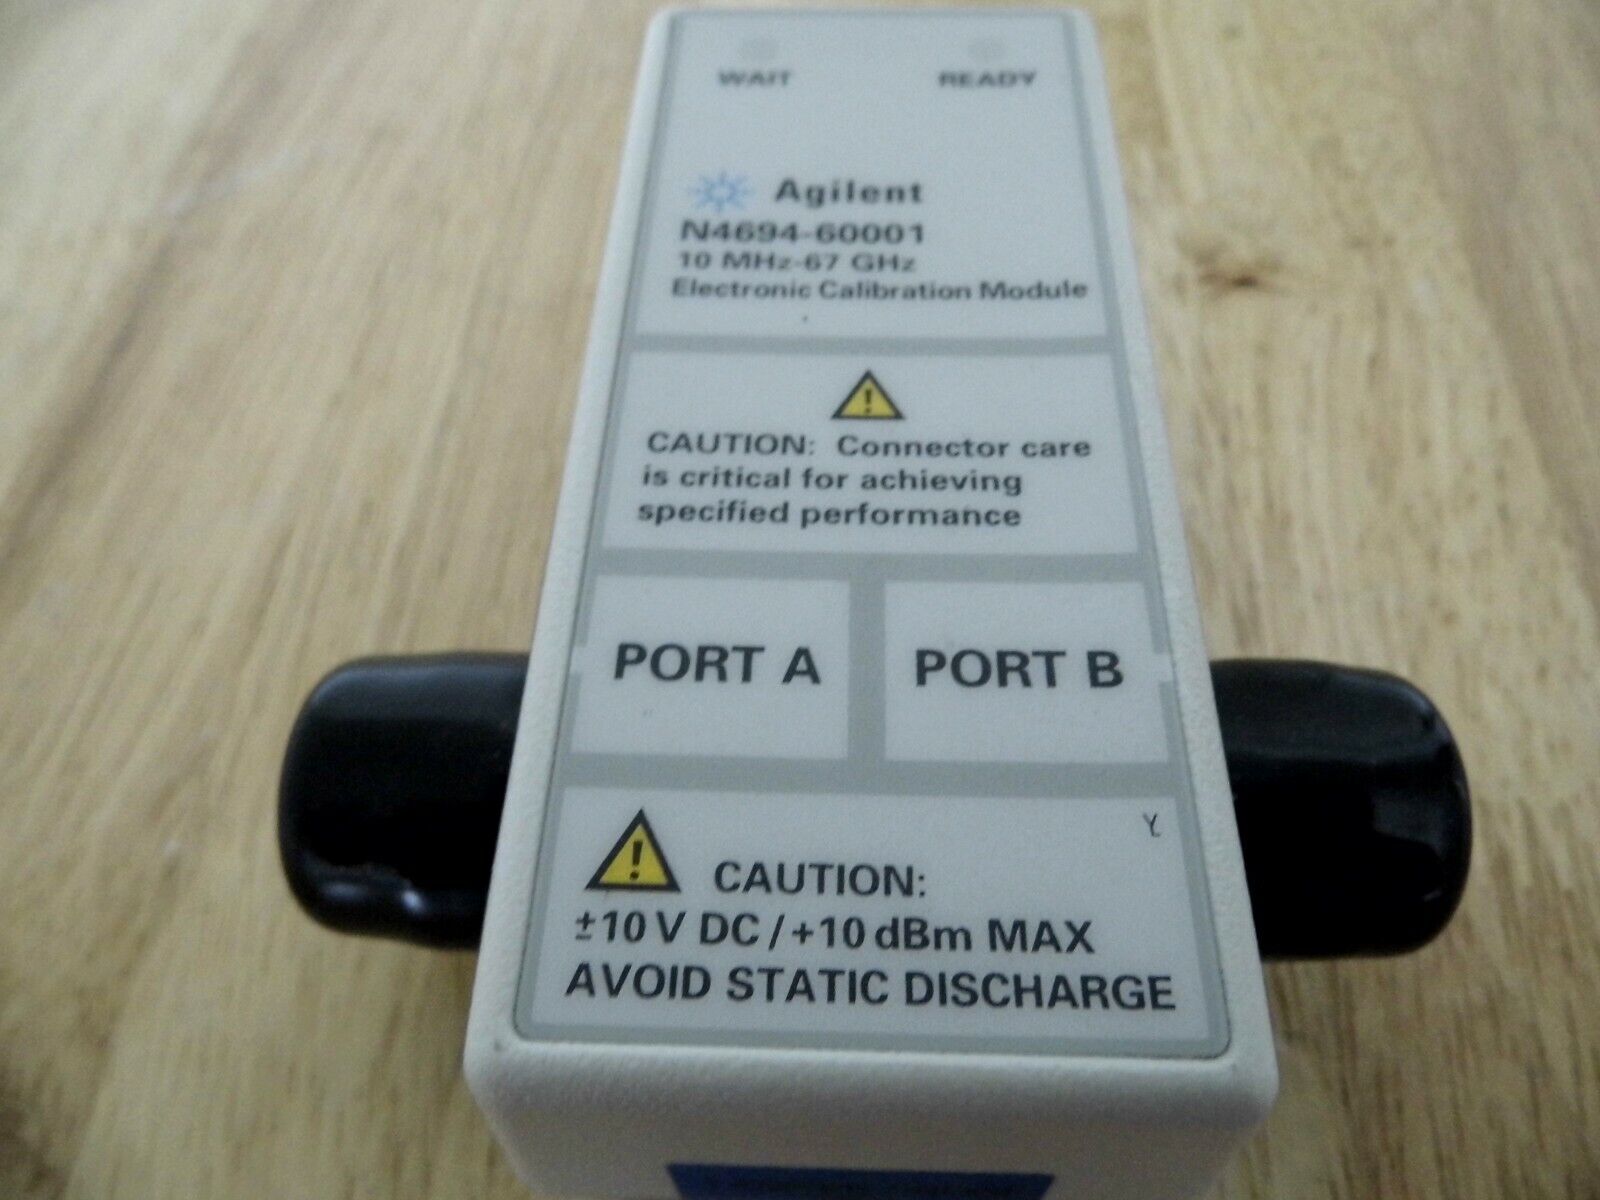 WAIT READY
Agilent
N4694-60001
10 MHz-67 GHz
Electronic Calibration Module
CAUTION: Connector care
is critical for achieving
specified performance
PORT A PORT B
Y
CAUTION:
±10 V DC / +10 dBm MAX
AVOID STATIC DISCHARGE